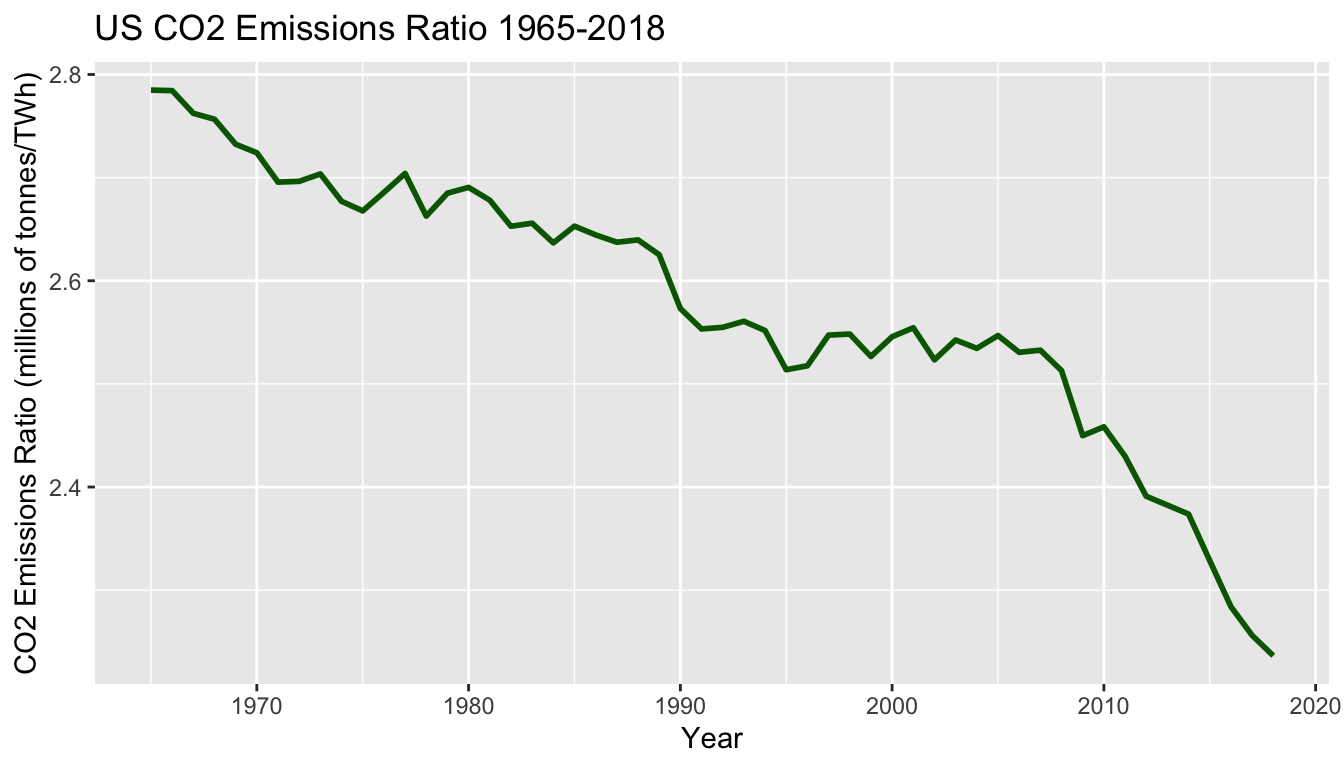 US CO2 Emissions Ratio 1965-2018
CO2 Emissions Ratio (millions of tonnes/TWh)
2.8
2.6
2.4
1970 1980 1990 2000 2010 2020
Year